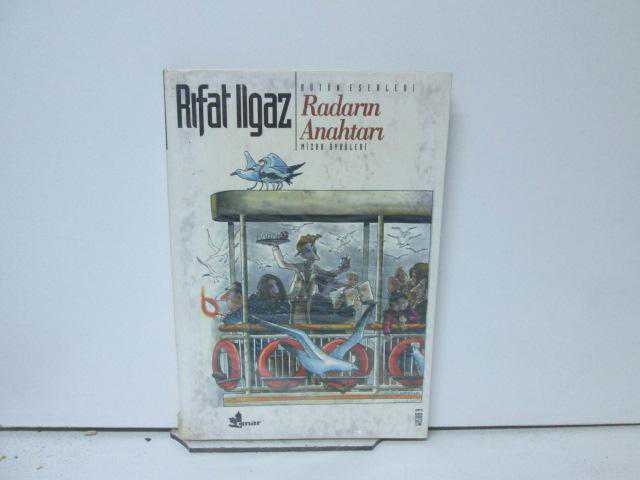 Rıfat Ilgaz
BÜTÜN ESERLERİ
Radarın
Anahtarı
MİZAH ÖYKÜLERİ
çınar